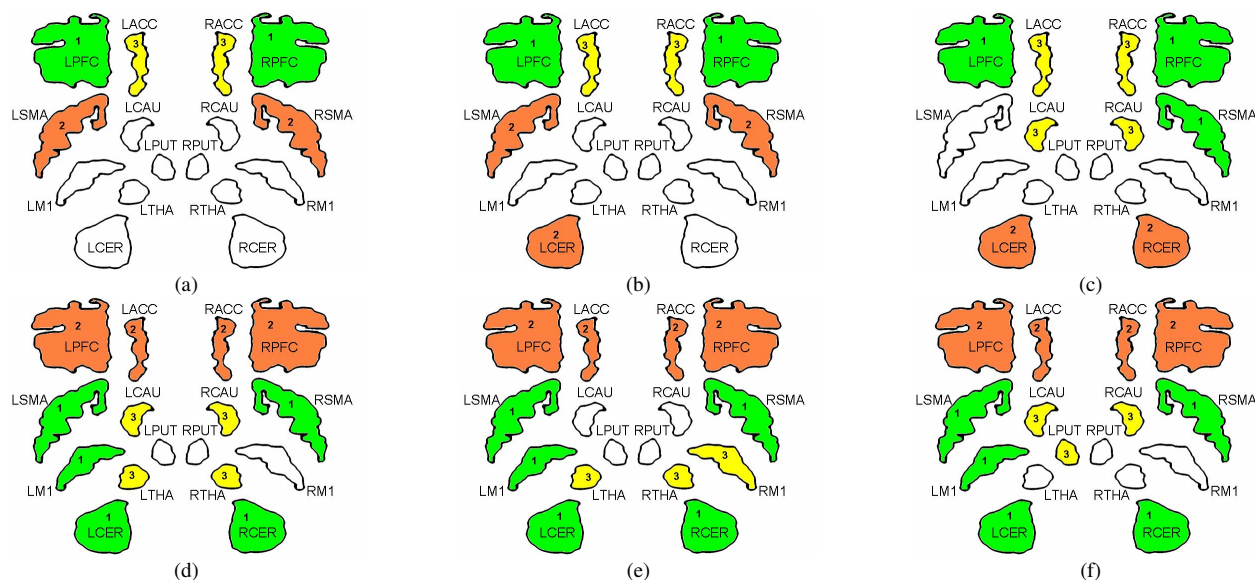 LACC RACC
1 3 3 1
LPFC RPFC
LCAU RCAU
LSMA 2 2 RSMA
LPUT RPUT
LM1 LTHA RTHA RM1
LCER RCER
(a)
LACC RACC
1 3 3 1
LPFC RPFC
LCAU RCAU
LSMA 2 2 RSMA
LPUT RPUT
LM1 LTHA RTHA RM1
2
LCER RCER
(b)
LACC RACC
1 3 3 1
LPFC RPFC
LCAU RCAU
LSMA 3 3 1 RSMA
LPUT RPUT
LM1 LTHA RTHA RM1
2 2
LCER RCER
(c)
LACC RACC
2 2 2 2
LPFC RPFC
LCAU RCAU
LSMA 1 3 3 1 RSMA
LPUT RPUT
1 3 3
LM1 LTHA RTHA RM1
1 1
LCER RCER
(d)
LACC RACC
2 2 2 2
LPFC RPFC
LCAU RCAU
LSMA 1 1 RSMA
LPUT RPUT
1 3 3 3
LM1 LTHA RTHA RM1
LCER RCER
(e)
LACC RACC
2 2 2 2
LPFC RPFC
LCAU RCAU
LSMA 1 3 3 1 RSMA
LPUT RPUT
1 3
LM1 LTHA RTHA RM1
1 1
LCER RCER
(f)